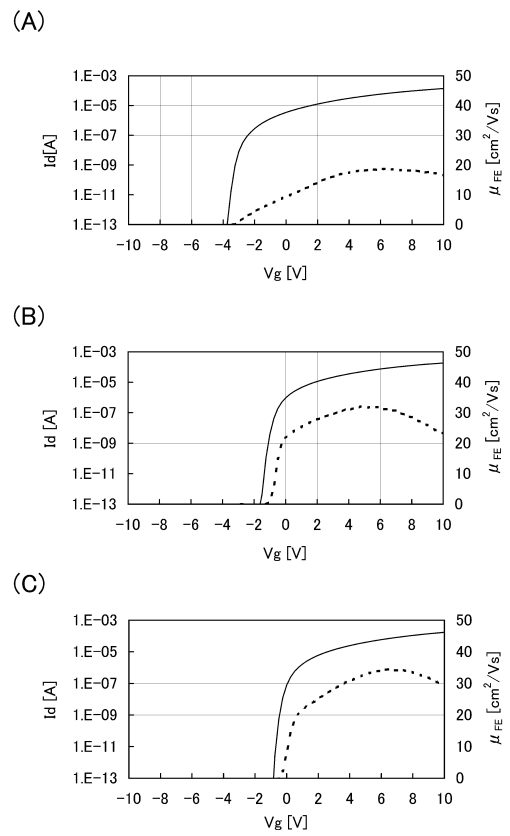 (A)
1.E-03 50
1.E-05 40
1.E-07 30
1.E-09 20
1.E-11 10
1.E-13 0
Id[A]
μFE [cm2/Vs]
-10 -8 -6 -4 -2 0 2 4 6 8 10
Vg [V]
(B)
1.E-03 50
1.E-05 40
1.E-07 30
1.E-09 20
1.E-11 10
1.E-13 0
Id [A]
μFE [cm2/Vs]
-10 -8 -6 -4 -2 0 2 4 6 8 10
Vg [V]
(C)
1.E-03 50
1.E-05 40
1.E-07 30
1.E-09 20
1.E-11 10
1.E-13 0
Id [A]
μFE [cm2/Vs]
-10 -8 -6 -4 -2 0 2 4 6 8 10
Vg [V]